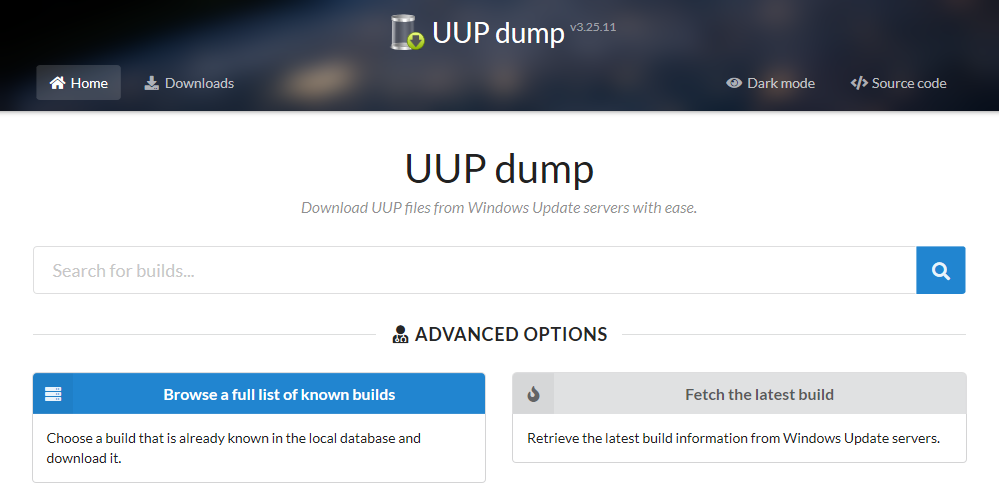 UUP dump v3.25.11
Home
Downloads
Dark mode
Source code
UUP dump
Download UUP files from Windows Update servers with ease.
Search for builds...
ADVANCED OPTIONS
Browse a full list of known builds
Choose a build that is already known in the local database and
download it.
Fetch the latest build
Retrieve the latest build information from Windows Update servers.